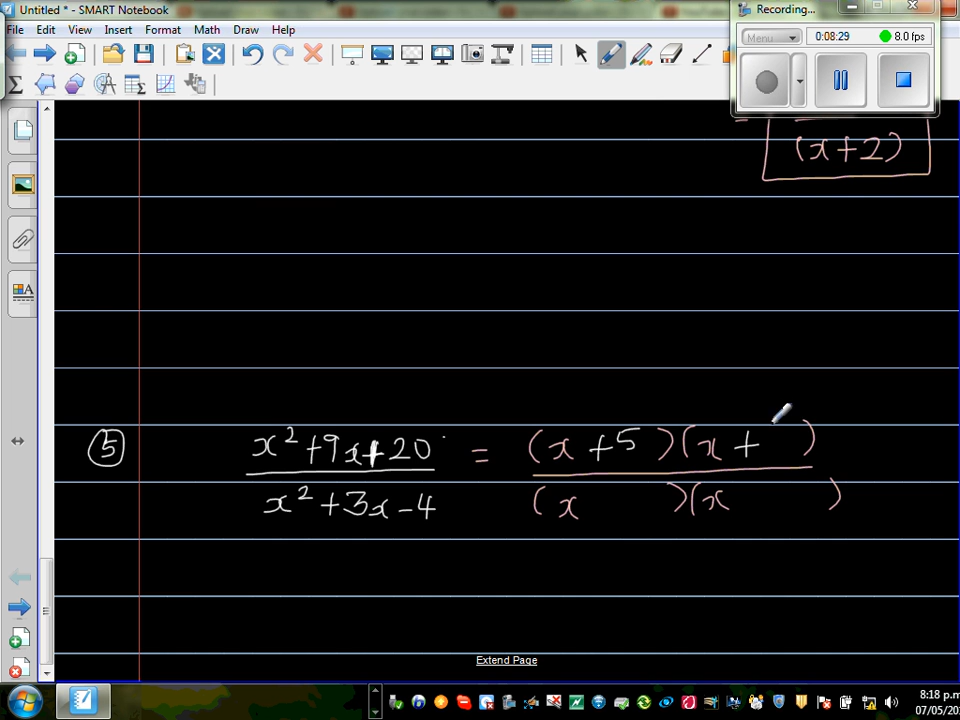 Untitled * - SMART Notebook
Recording...
File Edit View Insert Format Math Draw Help
Menu
0:08:29
8.0 fps
(x+2)
⑤ x²+9x+20 = (x +5 )(x + )
x²+3x-4 (x )(x )
Extend Page
8:18 p.m
07/05/20